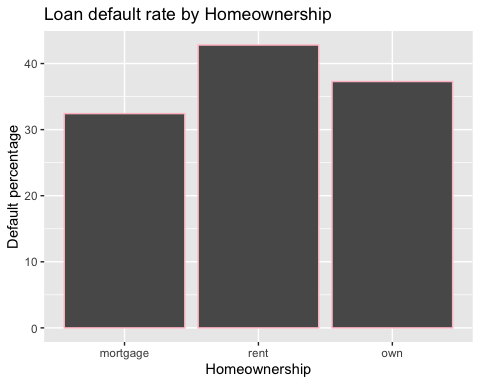 Loan default rate by Homeownership
Default percentage
40
30
20
10
0
mortgage rent own
Homeownership